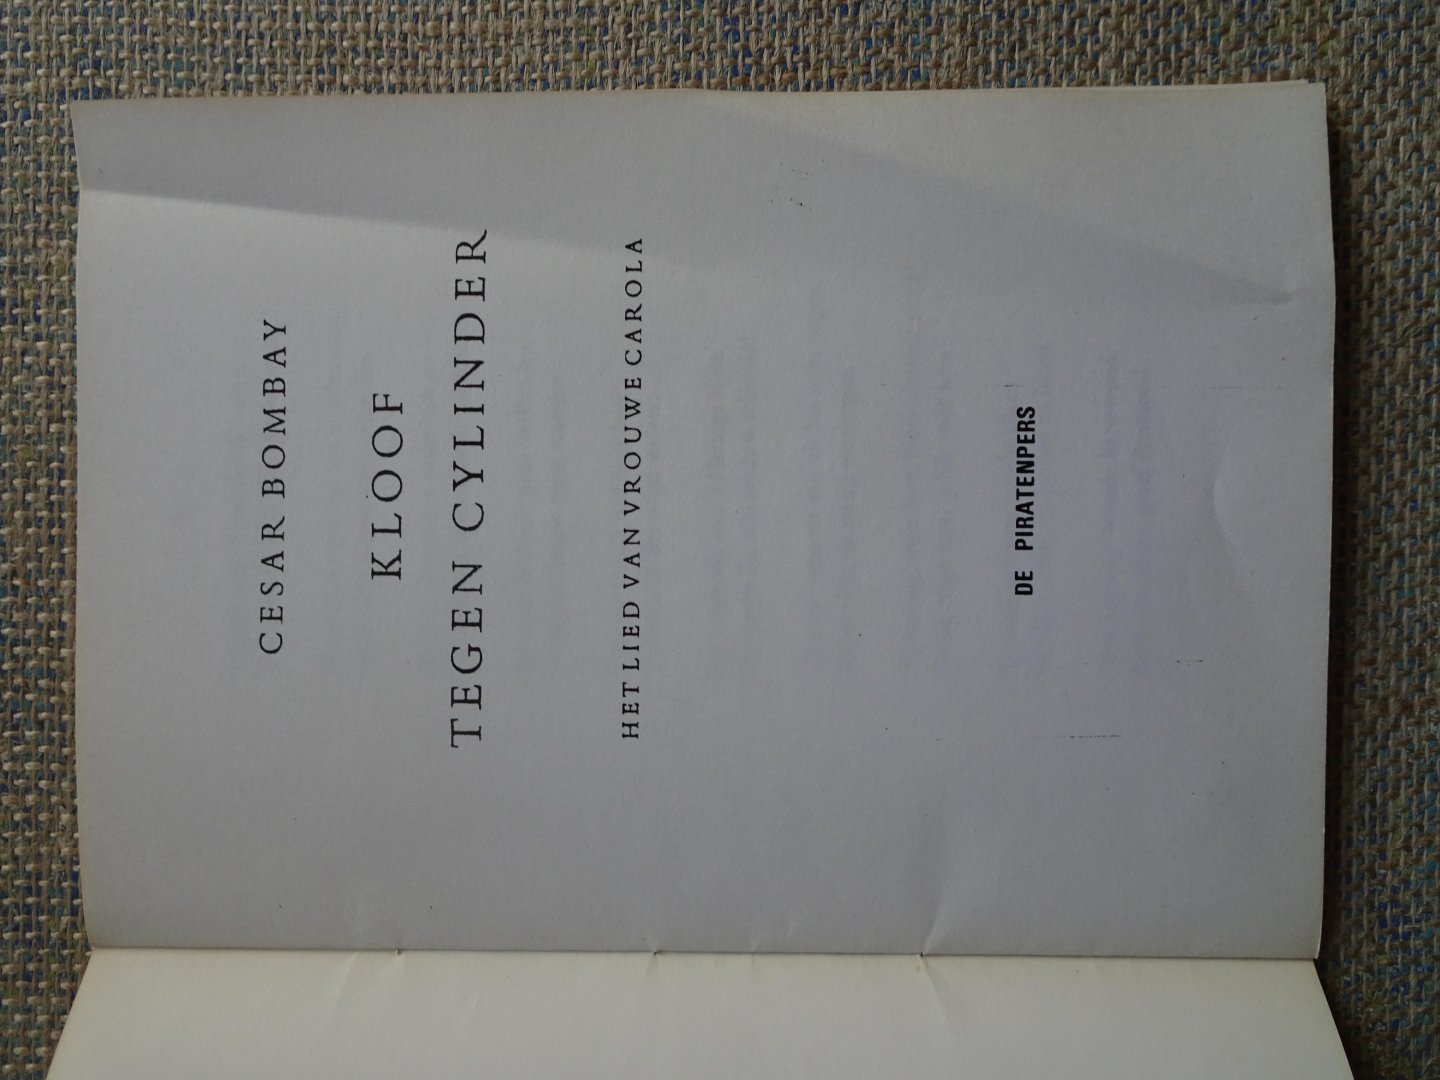 CESAR BOMBAY
KLOOF
TEGEN CYLINDER
HET LIED VAN VROUWE CAROLA
DE PIRATENPERS